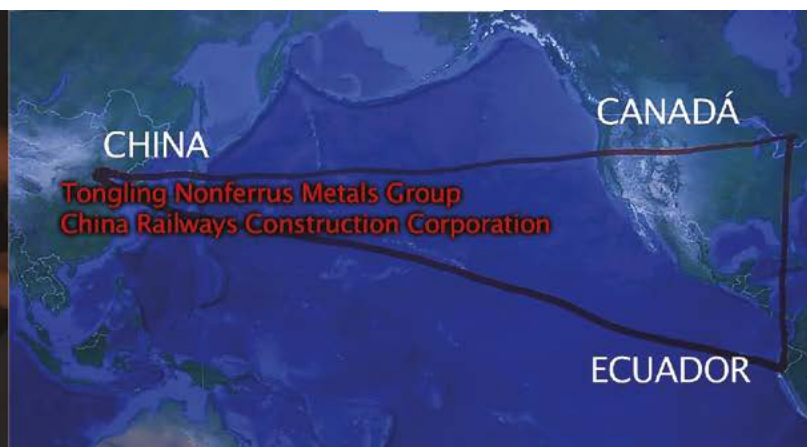 CANADÁ
CHINA
Tongling Nonferrus Metals Group
China Railways Construction Corporation
ECUADOR